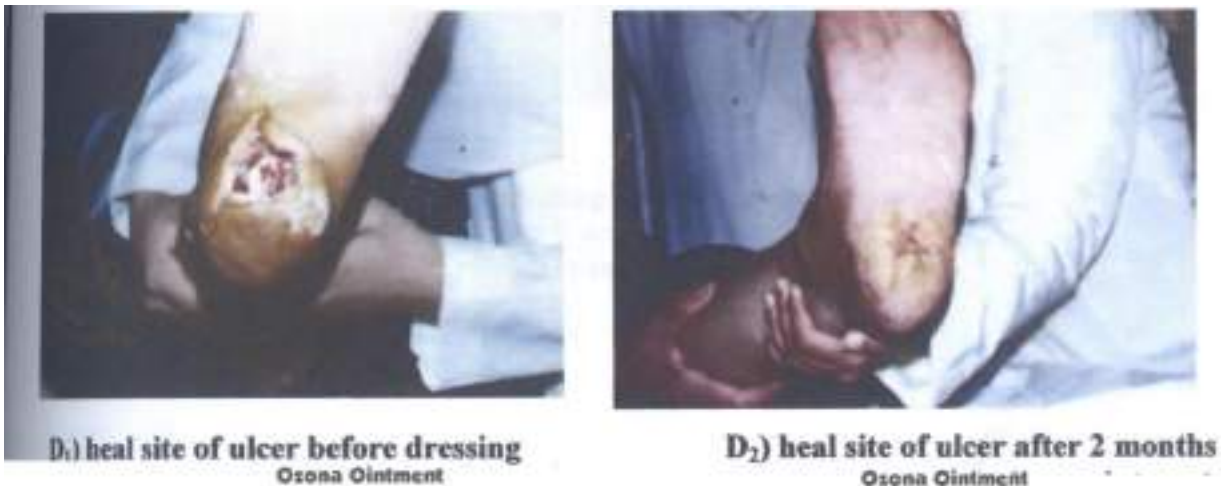 D₁) heal site of ulcer before dressing
Ozona Ointment
D₂) heal site of ulcer after 2 months
Ozona Ointment